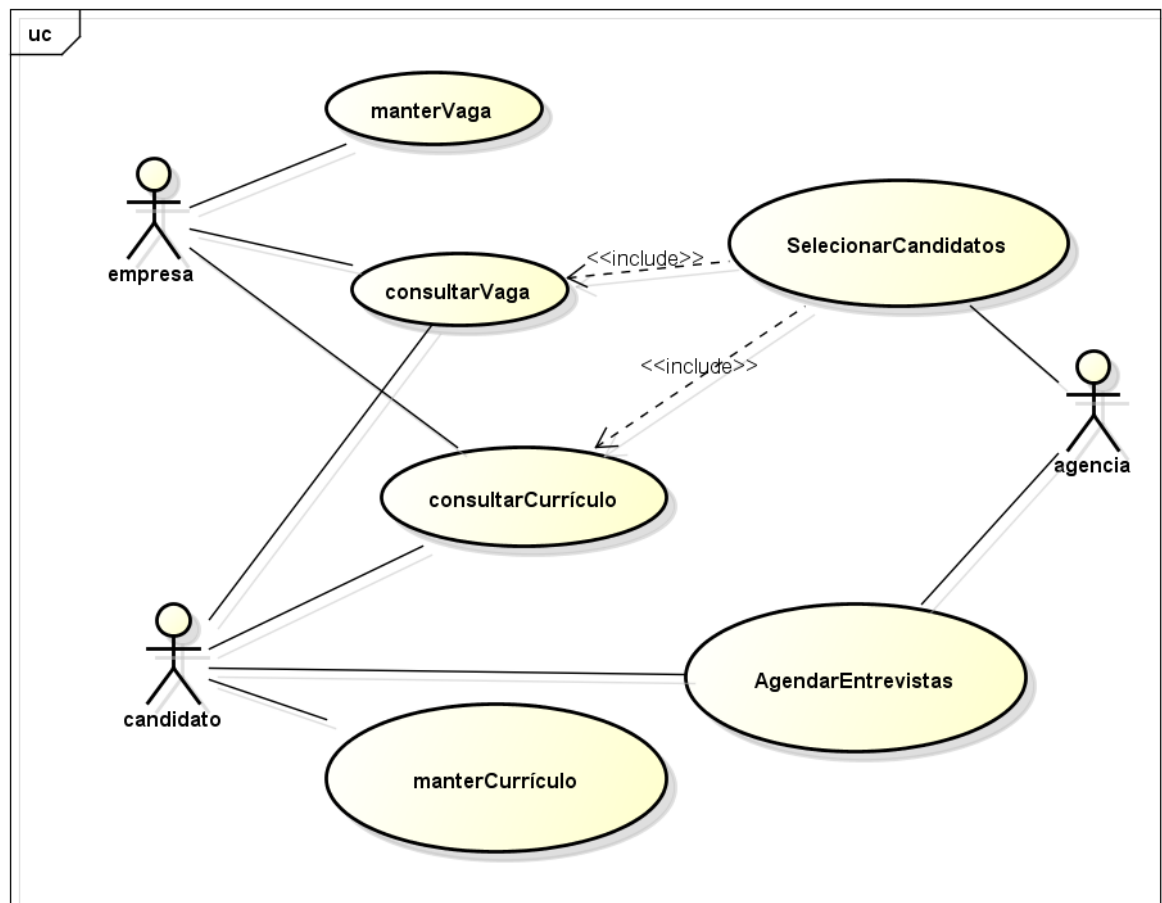 uc
manterVaga
empresa
SelecionarCandidatos
<<include>>
consultarVaga
<<include>>
agencia
consultarCurrículo
candidato
AgendarEntrevistas
manterCurrículo